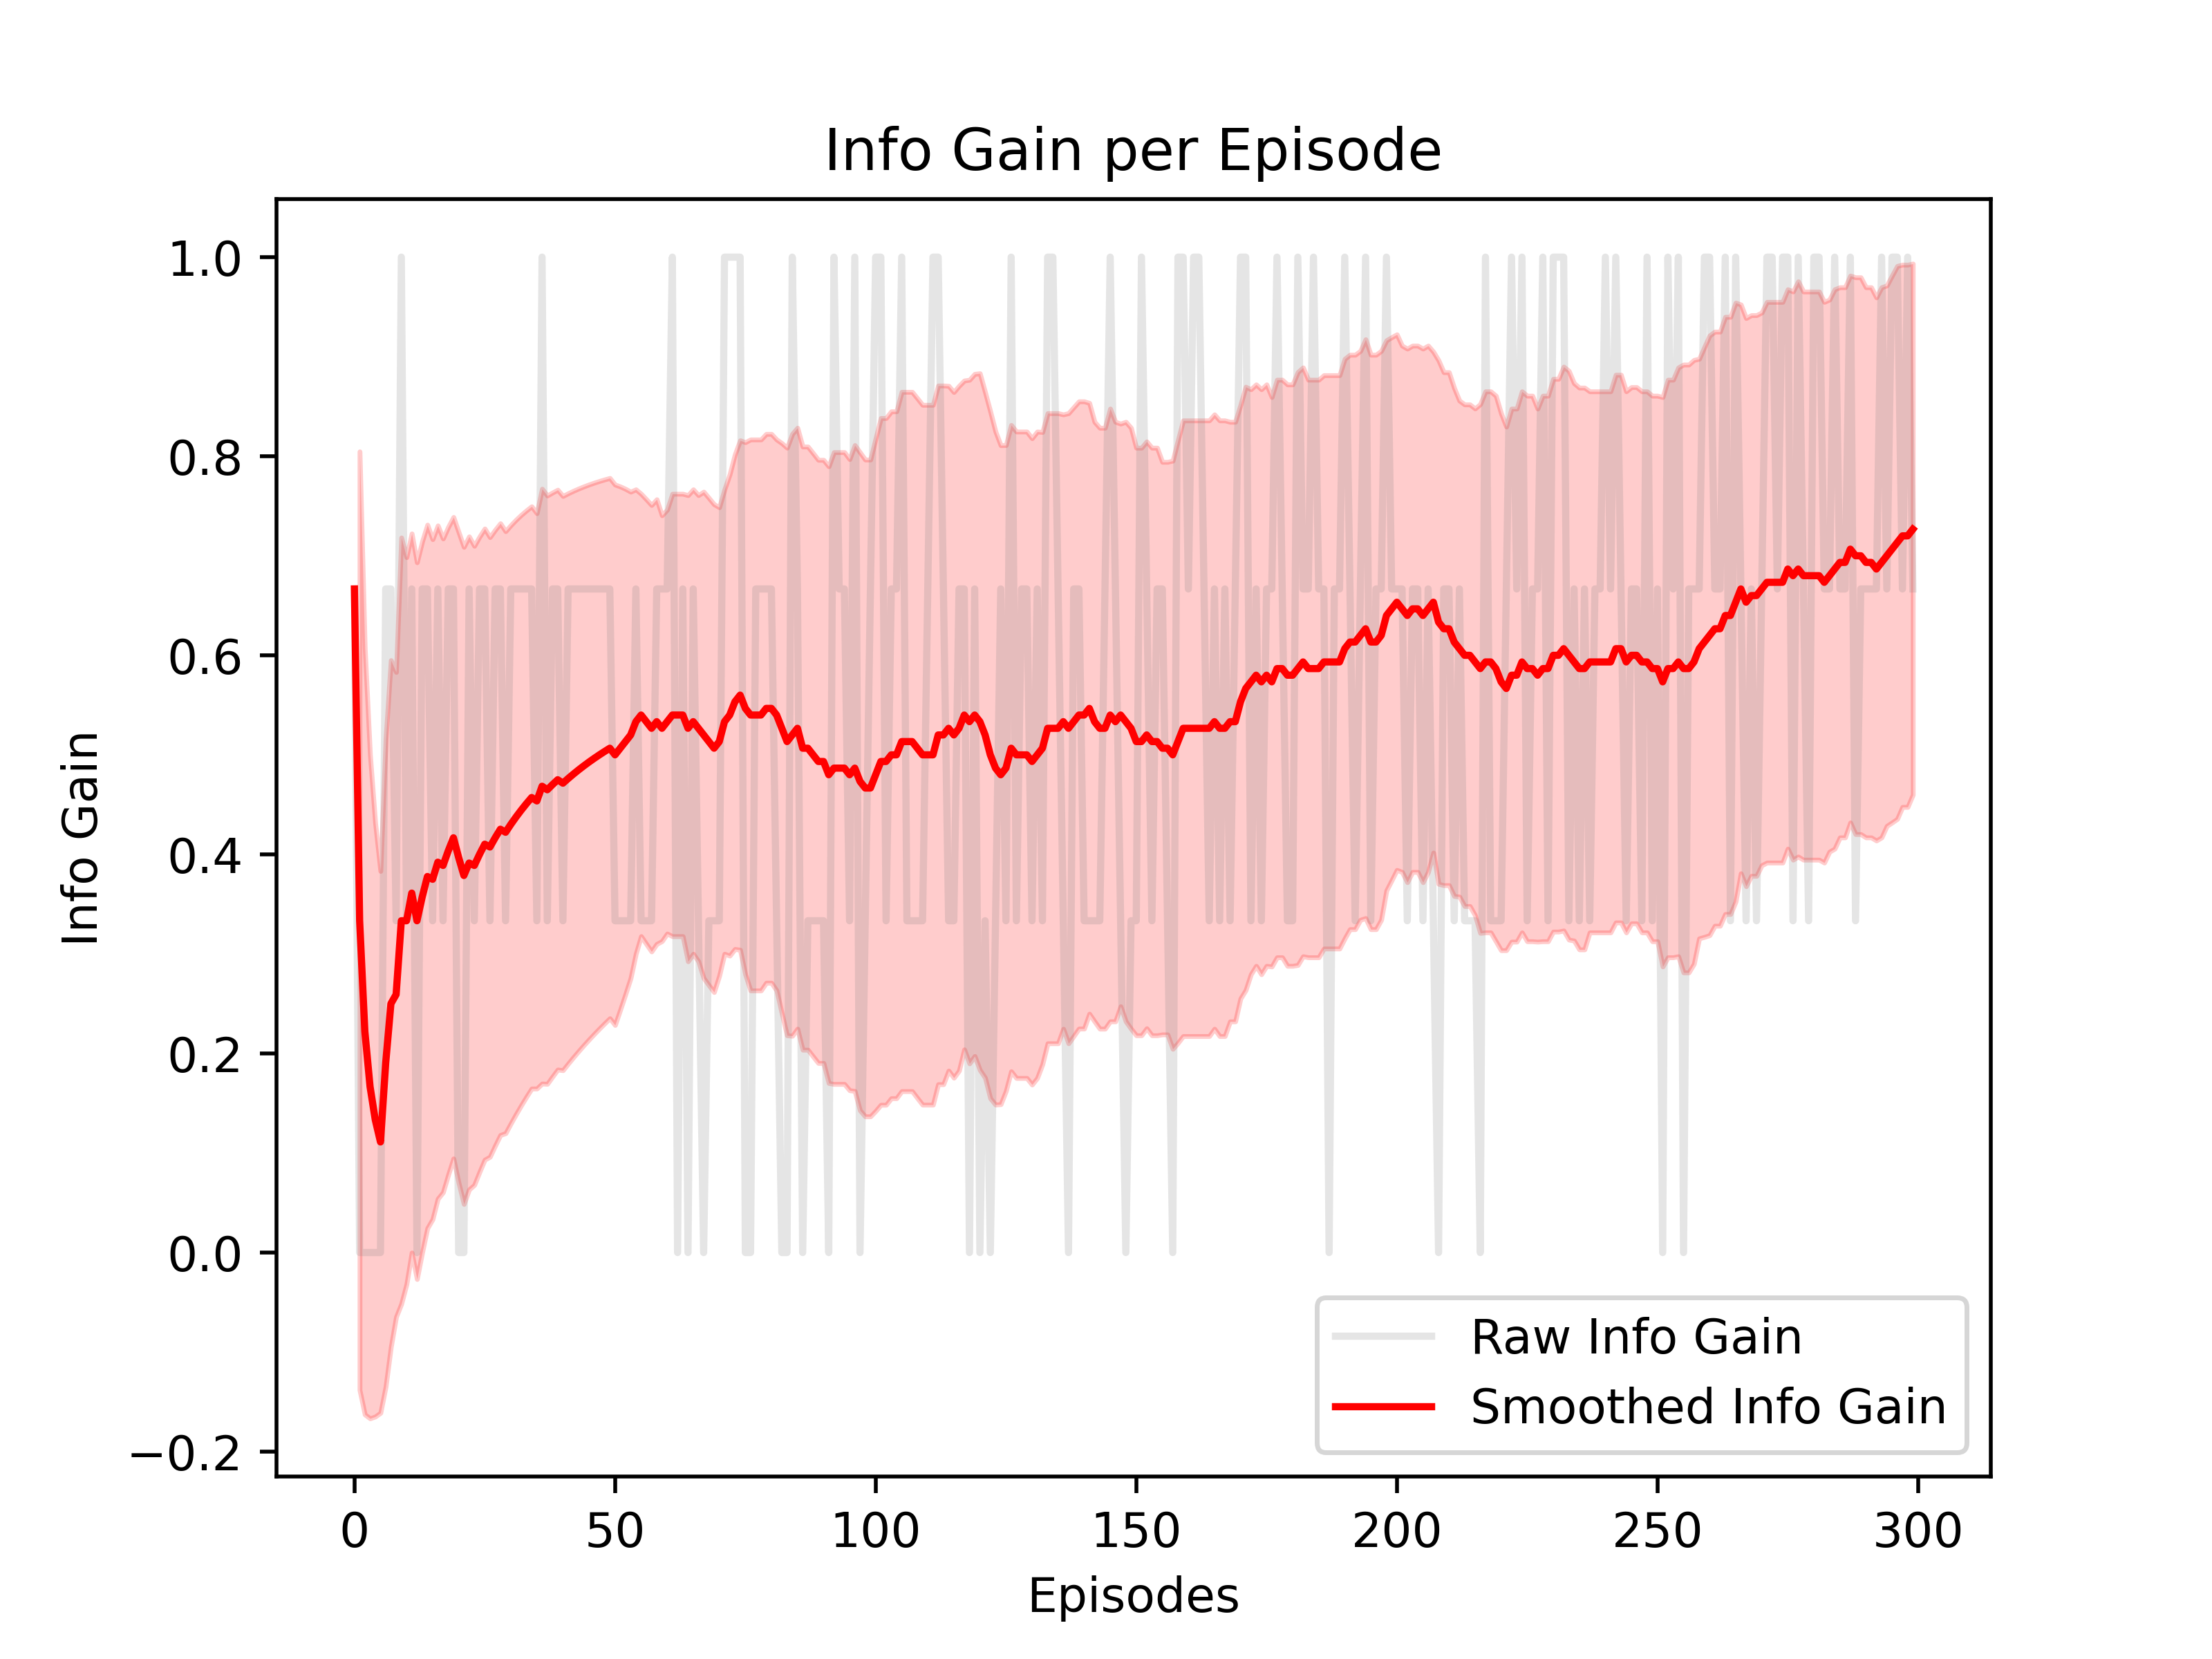 Info Gain per Episode
Info Gain
1.0
0.8
0.6
0.4
0.2
0.0
−0.2
Raw Info Gain
Smoothed Info Gain
0 50 100 150 200 250 300
Episodes